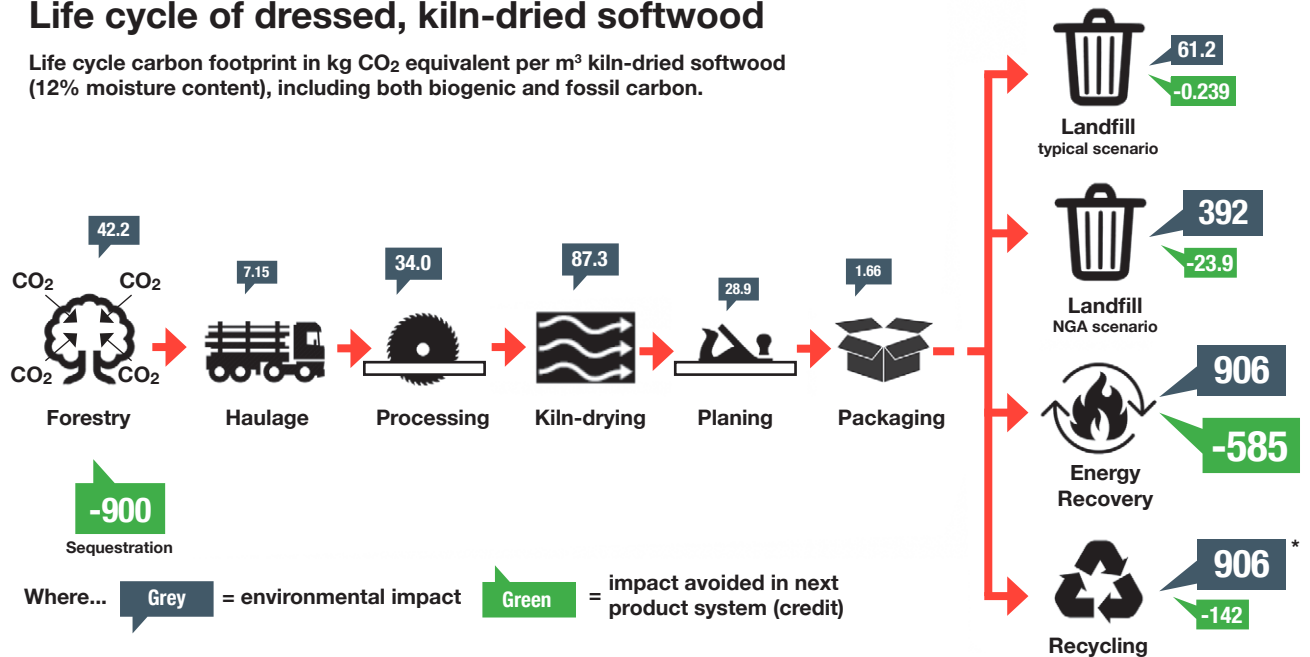 Life cycle of dressed, kiln-dried softwood
Life cycle carbon footprint in kg CO₂ equivalent per m³ kiln-dried softwood
(12% moisture content), including both biogenic and fossil carbon.
42.2
CO₂
CO₂
CO₂
CO₂
Forestry
-900
Sequestration
7.15
Haulage
34.0
Processing
87.3
Kiln-drying
28.9
Planing
1.66
Packaging
61.2
-0.239
Landfill
typical scenario
392
-23.9
Landfill
NGA scenario
906
-585
Energy
Recovery
906 *
-142
Recycling
Where... Grey = environmental impact
Green = impact avoided in next
product system (credit)